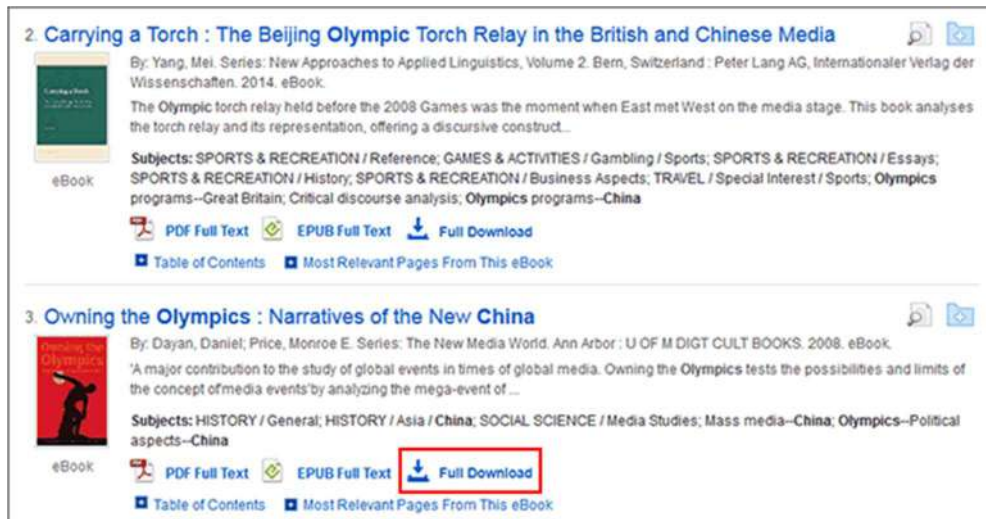 2. Carrying a Torch : The Beijing Olympic Torch Relay in the British and Chinese Media
By: Yang, Mei. Series: New Approaches to Applied Linguistics, Volume 2. Bern, Switzerland : Peter Lang AG, Internationaler Verlag der
Wissenschaften. 2014. eBook.
The Olympic torch relay held before the 2008 Games was the moment when East met West on the media stage. This book analyses
the torch relay and its representation, offering a discursive construct...
Subjects: SPORTS & RECREATION / Reference; GAMES & ACTIVITIES / Gambling / Sports; SPORTS & RECREATION / Essays;
SPORTS & RECREATION / History; SPORTS & RECREATION / Business Aspects; TRAVEL / Special Interest / Sports; Olympics
programs--Great Britain; Critical discourse analysis; Olympics programs--China
eBook
PDF Full Text EPUB Full Text Full Download
Table of Contents Most Relevant Pages From This eBook
3. Owning the Olympics : Narratives of the New China
By: Dayan, Daniel; Price, Monroe E. Series: The New Media World. Ann Arbor : U OF M DIGT CULT BOOKS. 2008. eBook.
'A major contribution to the study of global events in times of global media. Owning the Olympics tests the possibilities and limits of
the concept of'media events'by analyzing the mega-event of ...
Owning the
Olympics
Subjects: HISTORY / General; HISTORY / Asia / China; SOCIAL SCIENCE / Media Studies; Mass media--China; Olympics--Political
aspects--China
eBook
PDF Full Text EPUB Full Text Full Download
Table of Contents Most Relevant Pages From This eBook